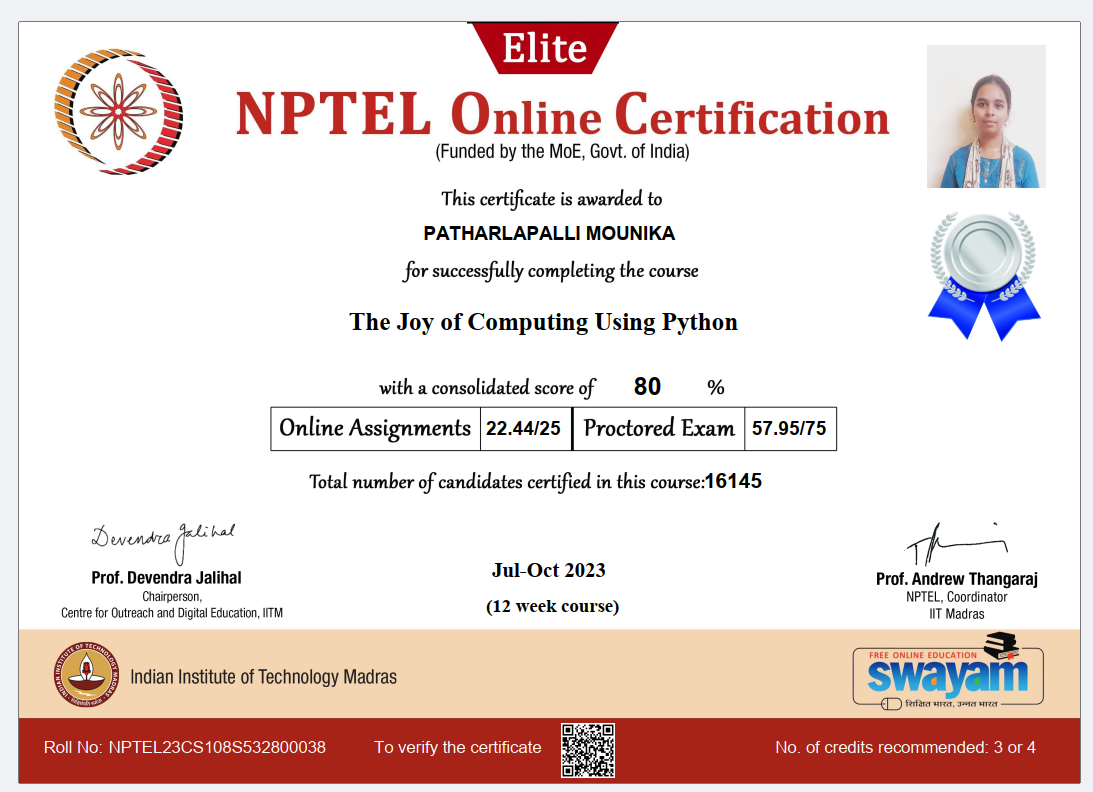 Elite
NPTEL Online Certification
(Funded by the MoE, Govt. of India)
This certificate is awarded to
PATHARLAPALLI MOUNIKA
for successfully completing the course
The Joy of Computing Using Python
with a consolidated score of 80 %
Online Assignments 22.44/25 Proctored Exam 57.95/75
Total number of candidates certified in this course:16145
Devendra Jalihal
Prof. Devendra Jalihal
Chairperson,
Centre for Outreach and Digital Education, IITM
Jul-Oct 2023
(12 week course)
Prof. Andrew Thangaraj
NPTEL, Coordinator
IIT Madras
INDIAN INSTITUTE OF TECHNOLOGY MADRAS
Indian Institute of Technology Madras
FREE ONLINE EDUCATION
swayam
शिक्षित भारत, उन्नत भारत
Roll No: NPTEL23CS108S532800038 To verify the certificate No. of credits recommended: 3 or 4